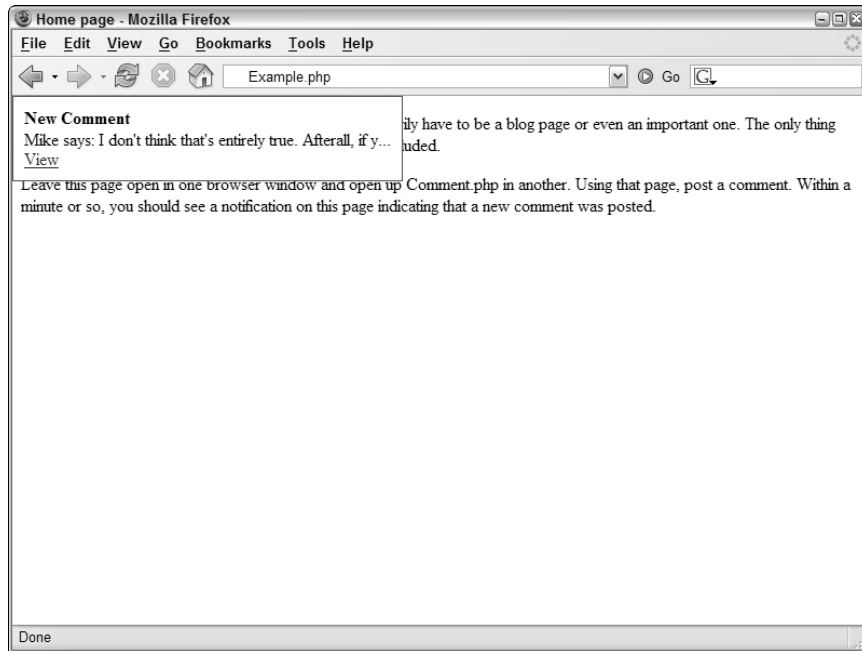 Home page - Mozilla Firefox
File Edit View Go Bookmarks Tools Help
Example.php
Go
G
New Comment
Mike says: I don't think that's entirely true. Afterall, if y...
View
have to be a blog page or even an important one. The only thing
Leave this page open in one browser window and open up Comment.php in another. Using that page, post a comment. Within a
minute or so, you should see a notification on this page indicating that a new comment was posted.
Done